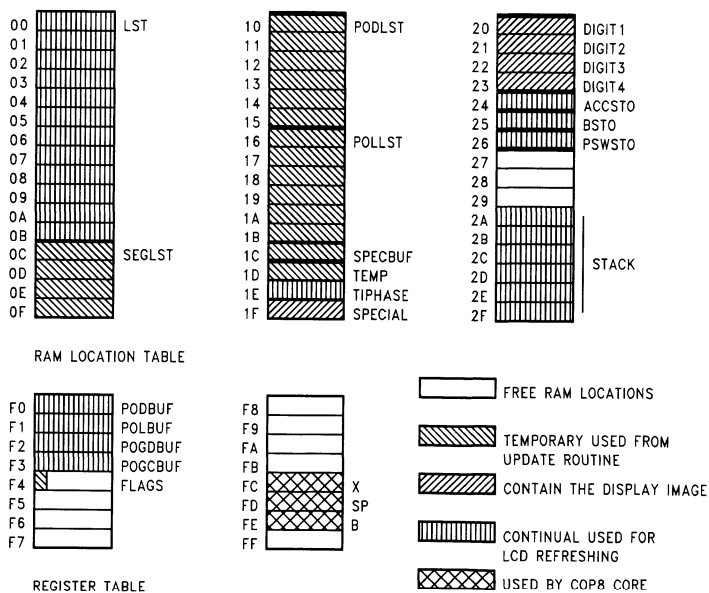 00 LST
01
02
03
04
05
06
07
08
09
0A
0B
0C SEGLST
0D
0E
0F
10 PODLST
11
12
13
14
15
16 POLLST
17
18
19
1A
1B
1C SPECBUF
1D TEMP
1E TIPHASE
1F SPECIAL
20 DIGIT1
21 DIGIT2
22 DIGIT3
23 DIGIT4
24 ACCSTO
25 BSTO
26 PSWSTO
27
28
29
2A
2B
2C
2D
2E
2F
STACK
RAM LOCATION TABLE
F0 PODBUF
F1 POLBUF
F2 POGDBUF
F3 POGCBUF
F4 FLAGS
F5
F6
F7
F8
F9
FA
FB
FC X
FD SP
FE B
FF
REGISTER TABLE
FREE RAM LOCATIONS
TEMPORARY USED FROM
UPDATE ROUTINE
CONTAIN THE DISPLAY IMAGE
CONTINUAL USED FOR
LCD REFRESHING
USED BY COP8 CORE